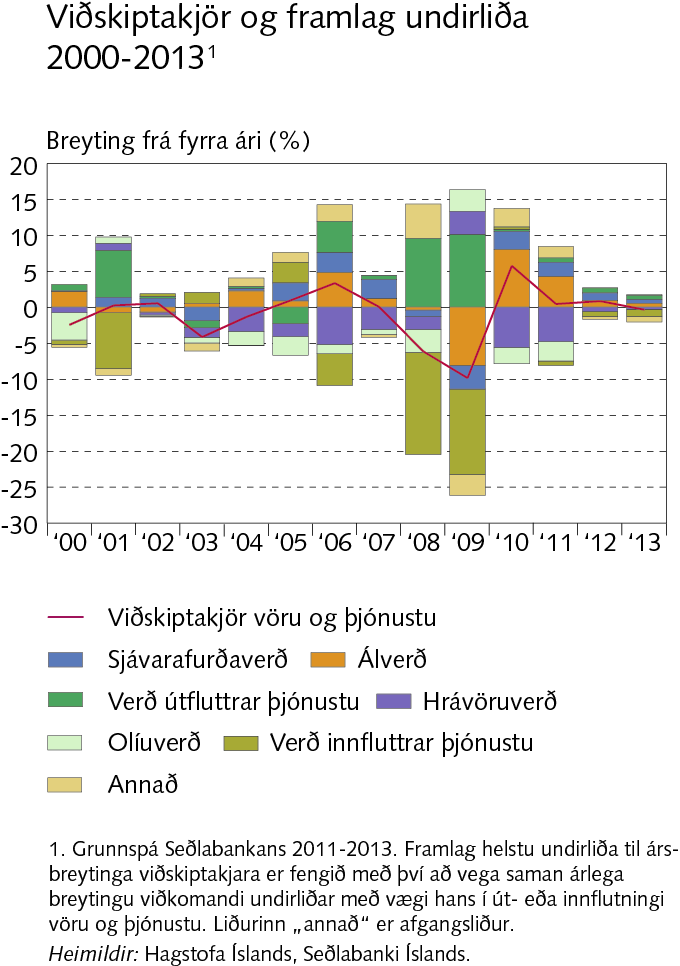 Viðskiptakjör og framlag undirliða
2000-2013¹
Breyting frá fyrra ári (%)
20
15
10
5
0
-5
-10
-15
-20
-25
-30
‘00 ‘01 ‘02 ‘03 ‘04 ‘05 ‘06 ‘07 ‘08 ‘09 ‘10 ‘11 ‘12 ‘13
Viðskiptakjör vöru og þjónustu
Sjávarafurðaverð Álverð
Verð útfluttrar þjónustu Hrávöruverð
Olíuverð Verð innfluttrar þjónustu
Annað
1. Grunnspá Seðlabankans 2011-2013. Framlag helstu undirliða til árs-
breytinga viðskiptakjara er fengið með því að vega saman árlega
breytingu viðkomandi undirliðar með vægi hans í út- eða innflutningi
vöru og þjónustu. Liðurinn „annað“ er afgangsliður.
Heimildir: Hagstofa Íslands, Seðlabanki Íslands.